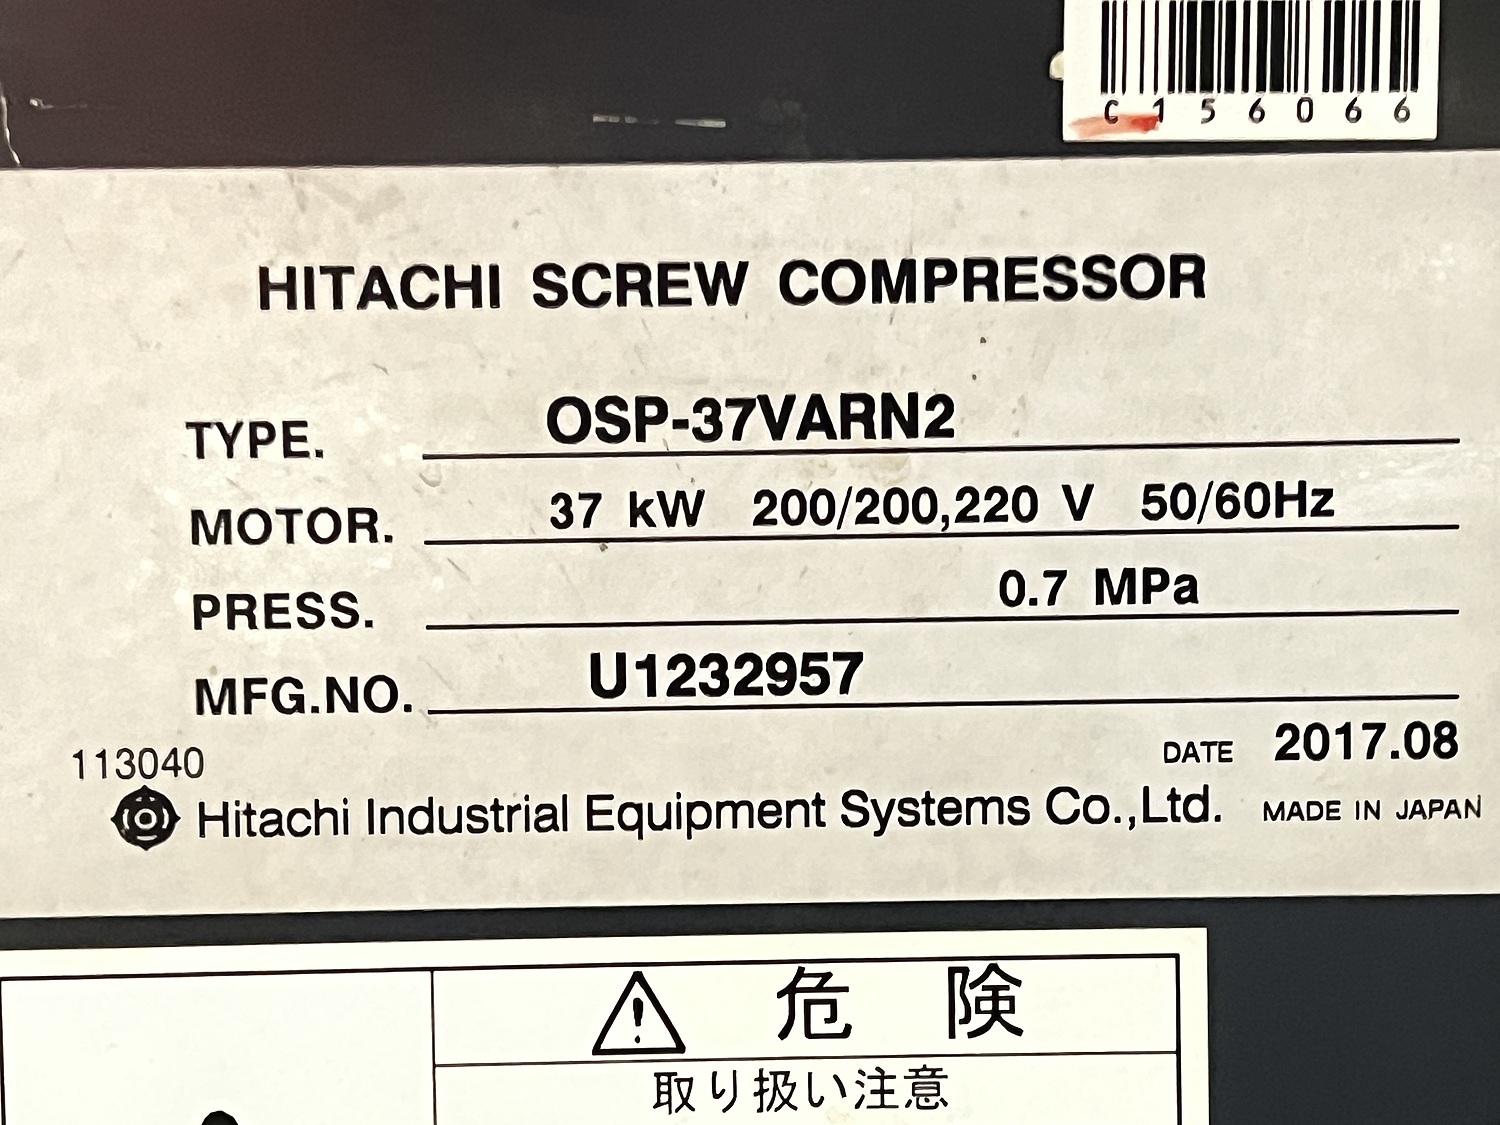 C156066
HITACHI SCREW COMPRESSOR
TYPE. OSP-37VARN2
MOTOR. 37 kW 200/200,220 V 50/60Hz
PRESS. 0.7 MPa
MFG.NO. U1232957
113040 DATE 2017.08
Hitachi Industrial Equipment Systems Co.,Ltd. MADE IN JAPAN
危険
取り扱い注意